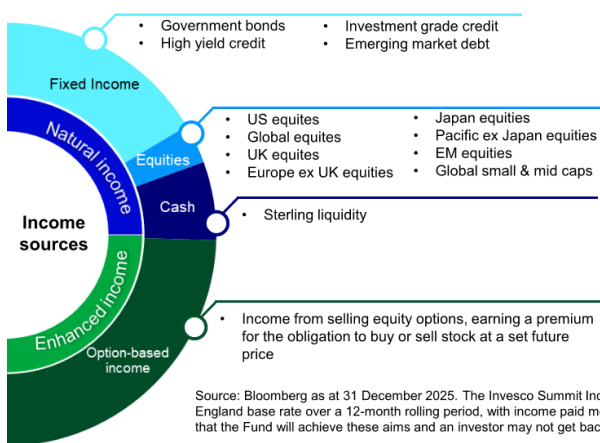 • Government bonds
• High yield credit
• Investment grade credit
• Emerging market debt
Fixed Income
• US equites
• Global equites
• UK equites
• Europe ex UK equities
• Japan equities
• Pacific ex Japan equities
• EM equities
• Global small & mid caps
Natural income
Equities
Cash
• Sterling liquidity
Income
sources
Enhanced income
Option-based
income
• Income from selling equity options, earning a premium
for the obligation to buy or sell stock at a set future
price
Source: Bloomberg as at 31 December 2025. The Invesco Summit
England base rate over a 12-month rolling period, with income paid
that the Fund will achieve these aims and an investor may not get